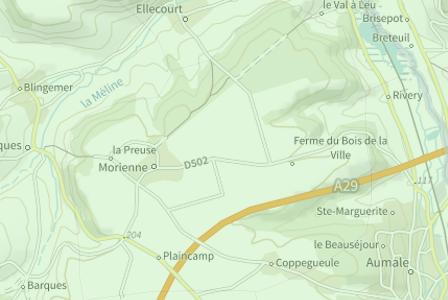 Ellecourt
le Val à Leu
Brisepot
Breteuil
Blingemer
la Méline
Rivery
ques
la Preuse
Morienne
D502
Ferme du Bois de la
Ville
A29
117
Ste-Marguerite
204
le Beauséjour
Plaincamp
Coppegueule
Aumale
Barques